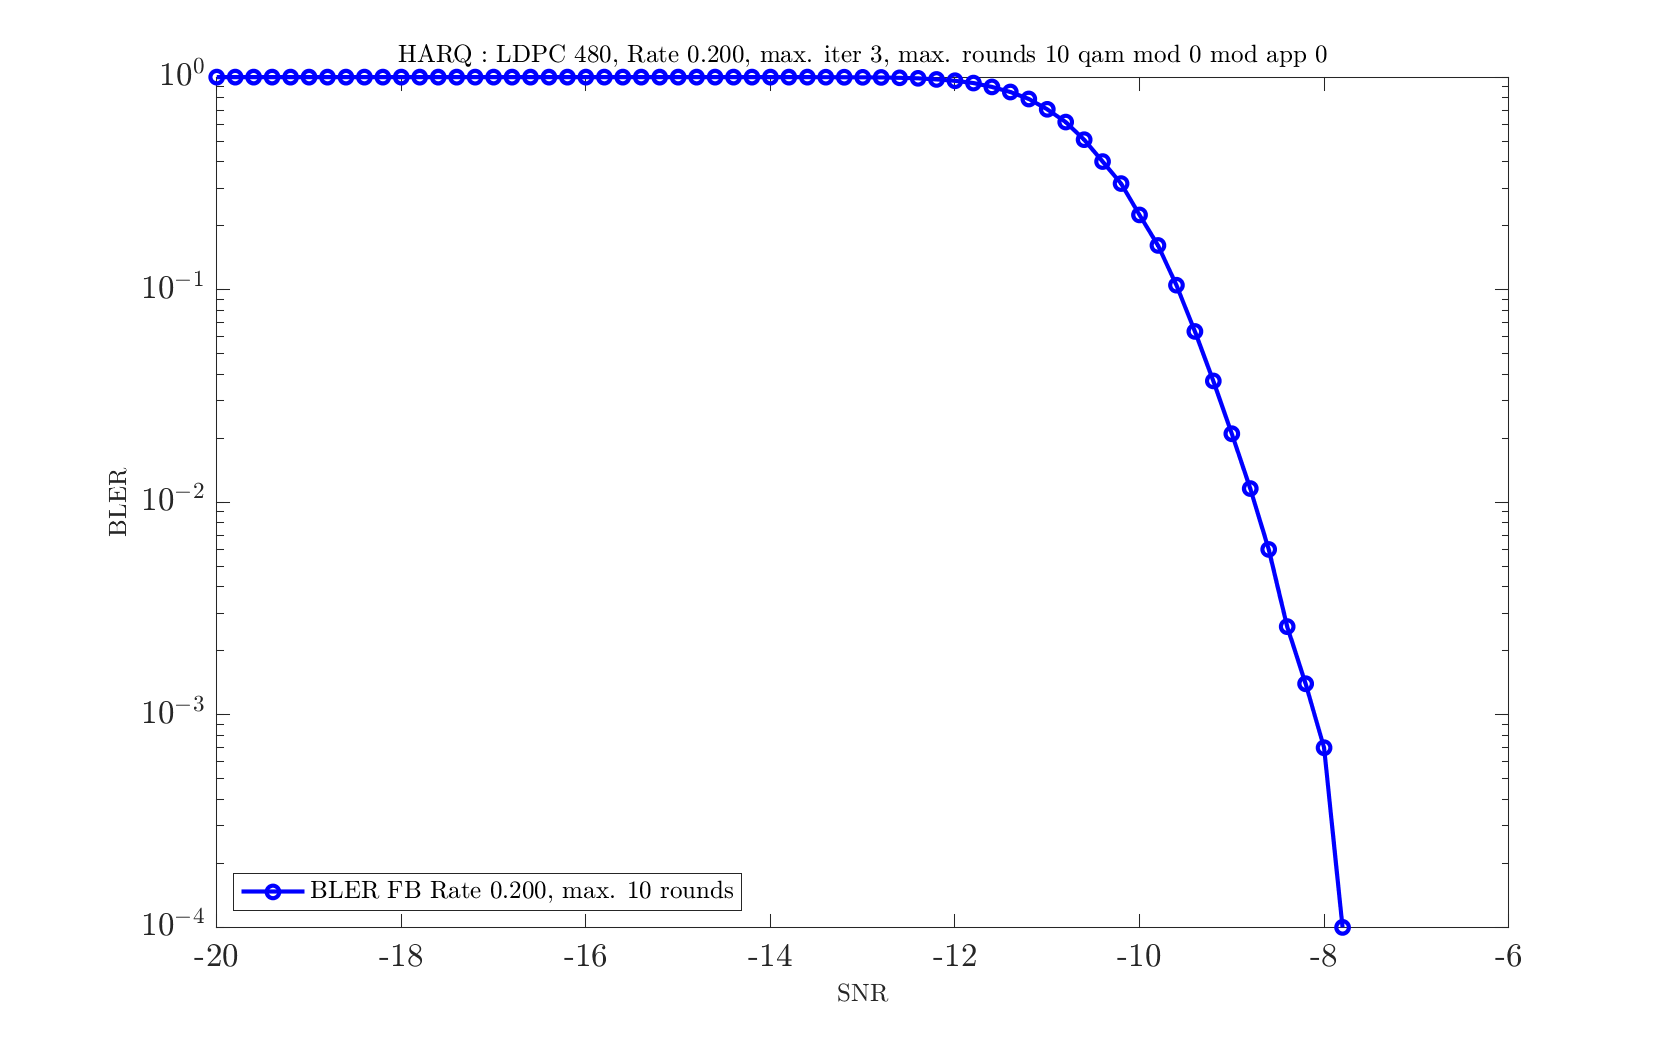 HARQ : LDPC 480, Rate 0.200, max. iter 3, max. rounds 10 qam mod 0 mod app 0
10^0
10^{-1}
10^{-2}
10^{-3}
10^{-4}
BLER
BLER FB Rate 0.200, max. 10 rounds
-20 -18 -16 -14 -12 -10 -8 -6
SNR